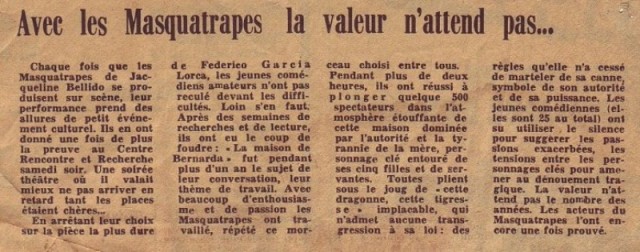 Avec les Masquatrapes la valeur n'attend pas...
Chaque fois que les
Masquatrapes de Jac-
queline Bellido se pro-
duisent sur scène, leur
performance prend des
allures de petit événe-
ment culturel. Ils en ont
donné une fois de plus
la preuve au Centre
Rencontre et Recherche
samedi soir. Une soirée
théâtre où il valait
mieux ne pas arriver en
retard tant les places
étaient chères...
En arrêtant leur choix
sur la pièce la plus dure
de Federico Garcia
Lorca, les jeunes comé-
diens amateurs n'ont pas
reculé devant les diffi-
cultés. Loin s'en faut.
Après des semaines de
recherches et de lecture,
ils ont eu le coup de
foudre : « La maison de
Bernarda » fut pendant
plus d'un an le sujet de
leur conversation, leur
thème de travail. Avec
beaucoup d'enthousias-
me et de passion les
Masquatrapes ont tra-
vaillé, répété ce mor-
ceau choisi entre tous.
Pendant plus de deux
heures, ils ont réussi à
plonger quelque 500
spectateurs dans l'at-
mosphère étouffante de
cette maison dominée
par l'autorité et la ty-
rannie de la mère, per-
sonnage clé entouré de
ses cinq filles et de ser-
vantes. Toutes plient
sous le joug de « cette
dragonne, cette tigres-
se » implacable, qui
n'admet aucune trans-
gression à sa loi : des
règles qu'elle n'a cessé
de marteler de sa canne,
symbole de son autorité
et de sa puissance. Les
jeunes comédiennes (el-
les sont 25 au total) ont
su utiliser le silence
pour suggerer les pas-
sions exacerbées, les
tensions entre les per-
sonnages clés pour ame-
ner au dénouement tra-
gique. La valeur n'at-
tend pas le nombre des
années. Les acteurs du
Masquatrapes l'ont en-
core une fois prouvé.